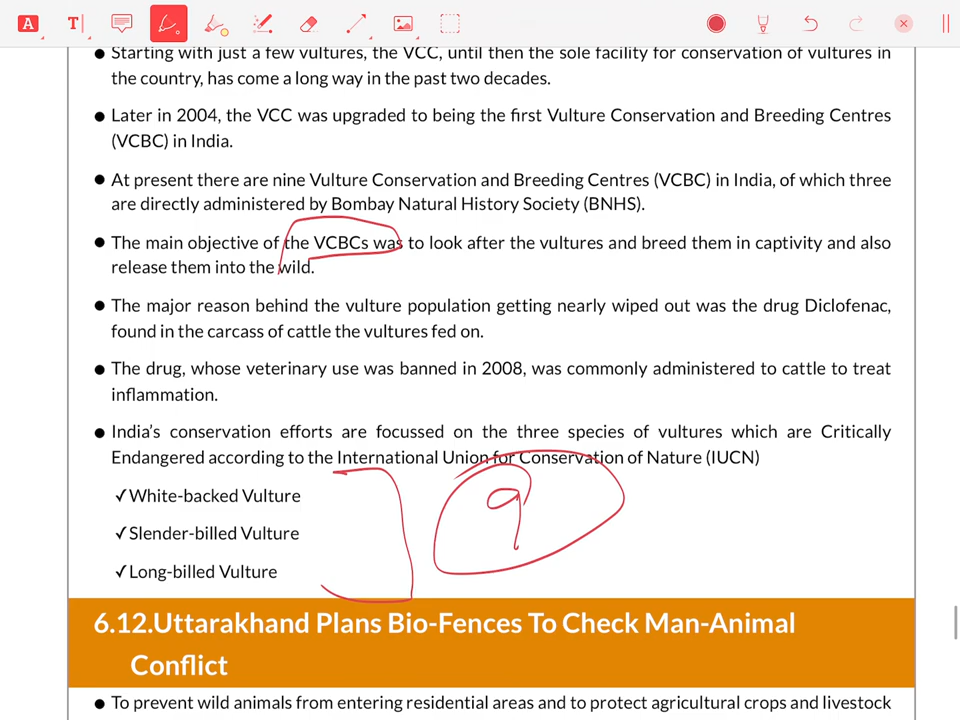 ● Starting with just a few vultures, the VCC, until then the sole facility for conservation of vultures in
the country, has come a long way in the past two decades.
● Later in 2004, the VCC was upgraded to being the first Vulture Conservation and Breeding Centres
(VCBC) in India.
● At present there are nine Vulture Conservation and Breeding Centres (VCBC) in India, of which three
are directly administered by Bombay Natural History Society (BNHS).
● The main objective of the VCBCs was to look after the vultures and breed them in captivity and also
release them into the wild.
● The major reason behind the vulture population getting nearly wiped out was the drug Diclofenac,
found in the carcass of cattle the vultures fed on.
● The drug, whose veterinary use was banned in 2008, was commonly administered to cattle to treat
inflammation.
● India's conservation efforts are focussed on the three species of vultures which are Critically
Endangered according to the International Union for Conservation of Nature (IUCN)
✓White-backed Vulture
9
✓Slender-billed Vulture
✓Long-billed Vulture
6.12.Uttarakhand Plans Bio-Fences To Check Man-Animal
Conflict
● To prevent wild animals from entering residential areas and to protect agricultural crops and livestock